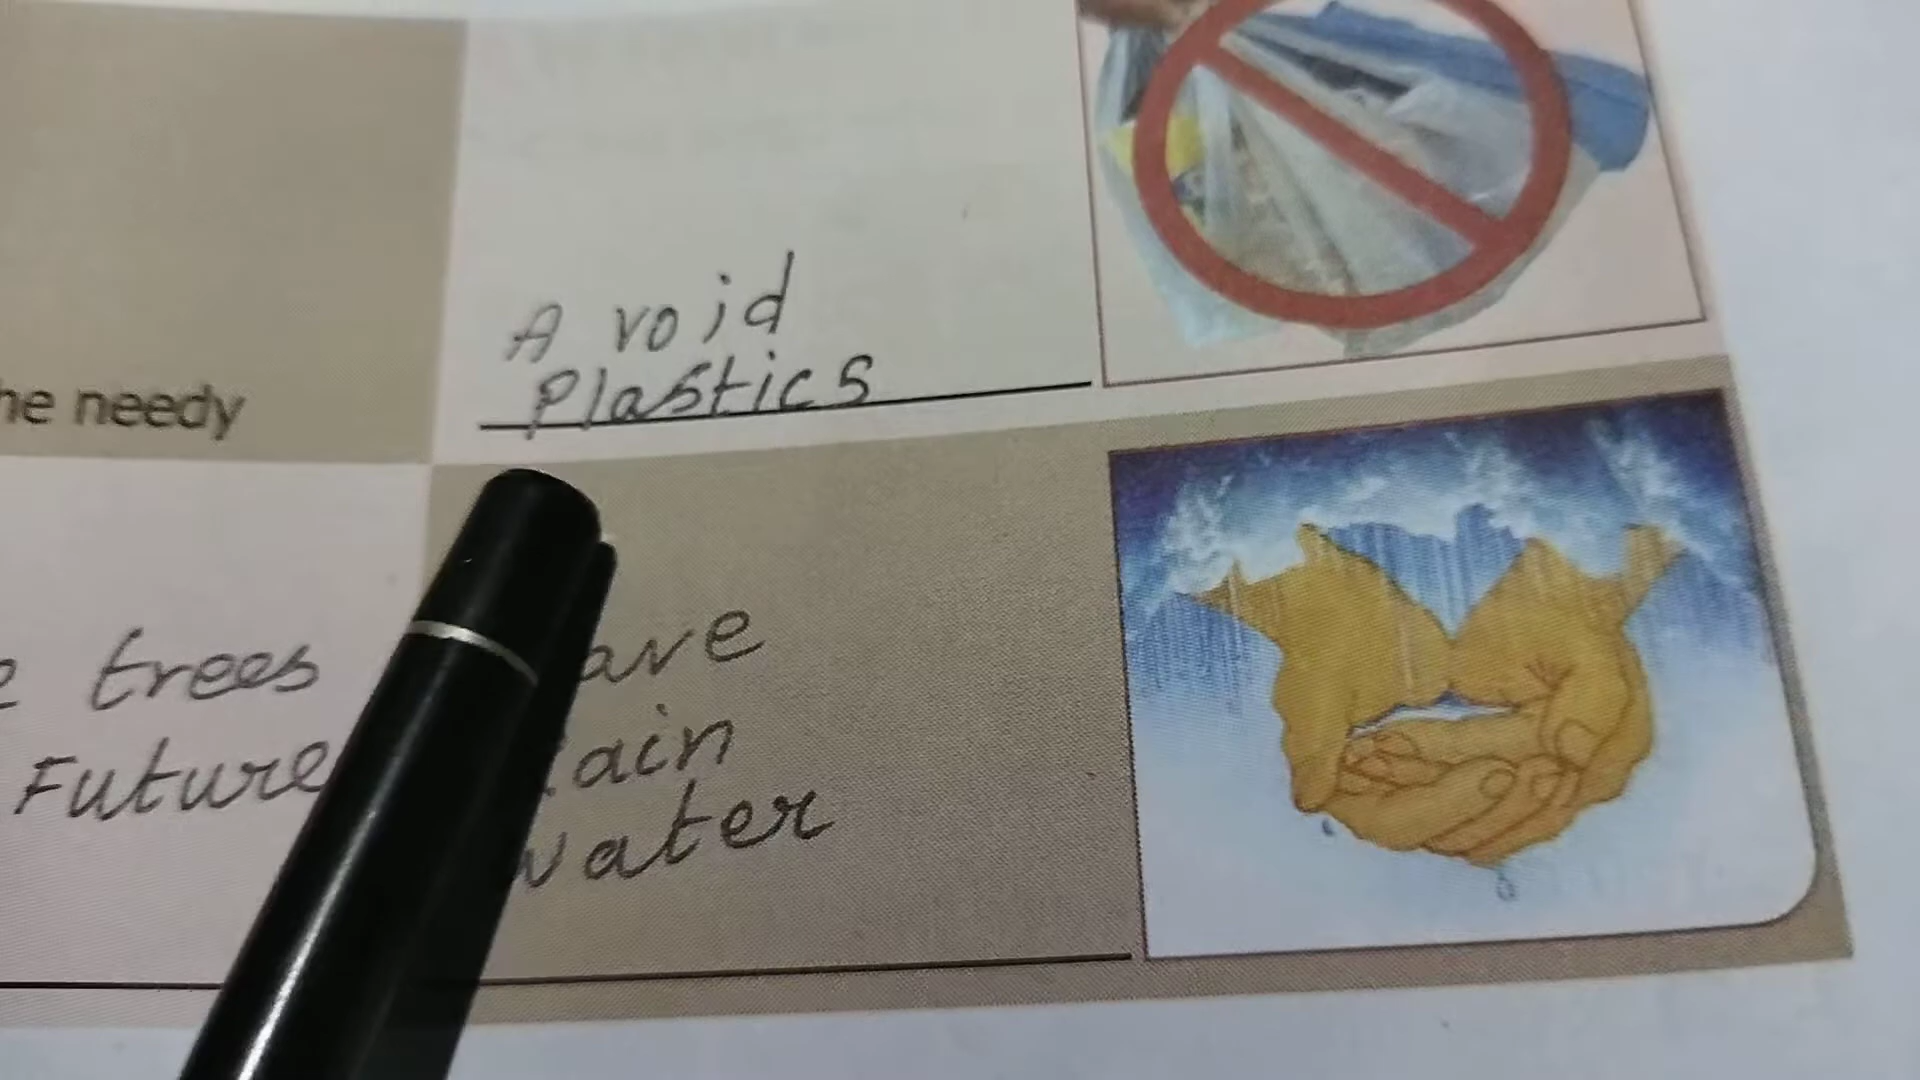 he needy
A void
Plastics
trees
Future
ave
ain
water